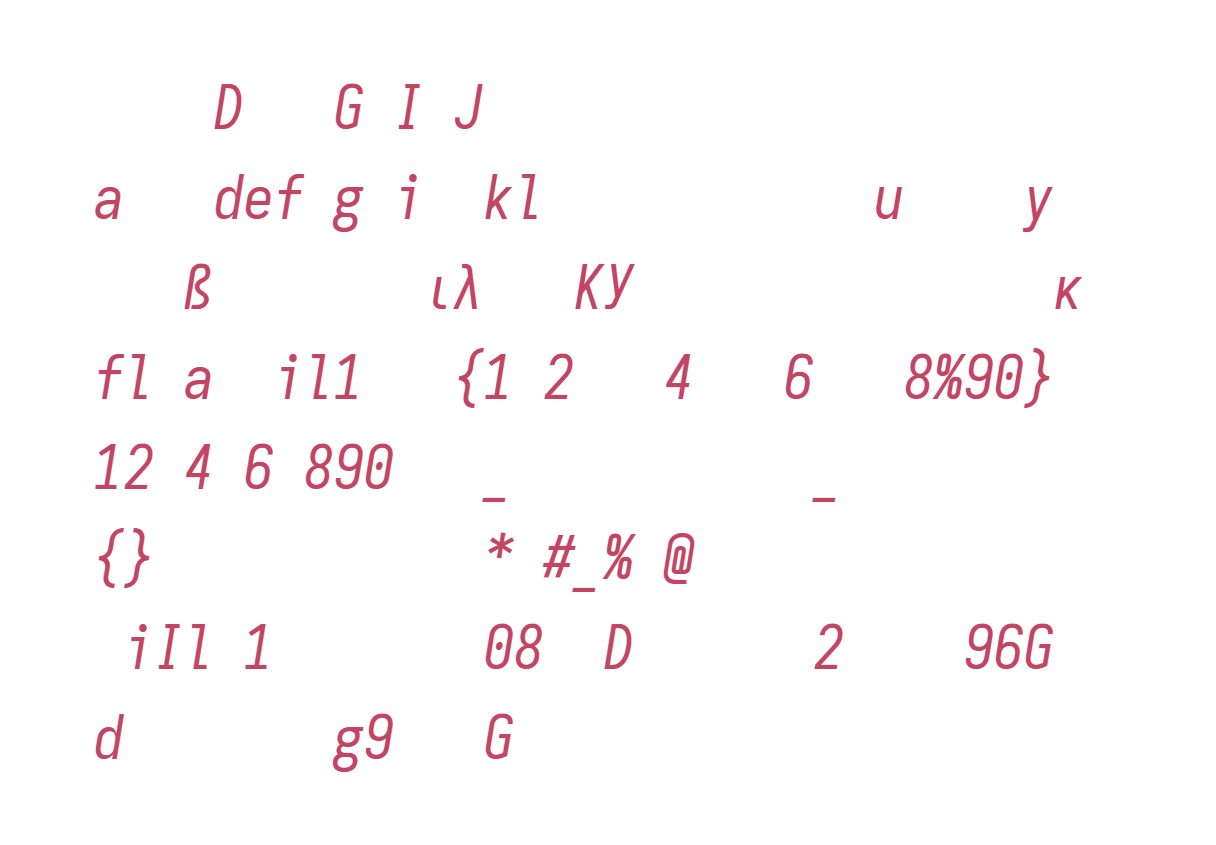 D G I J
a def g i kl u y
ß ιλ КУ к
fl a il1 {1 2 4 6 8%90}
12 4 6 890 _ _
{} * #_% @
iIl 1 08 D 2 96G
d g9 G